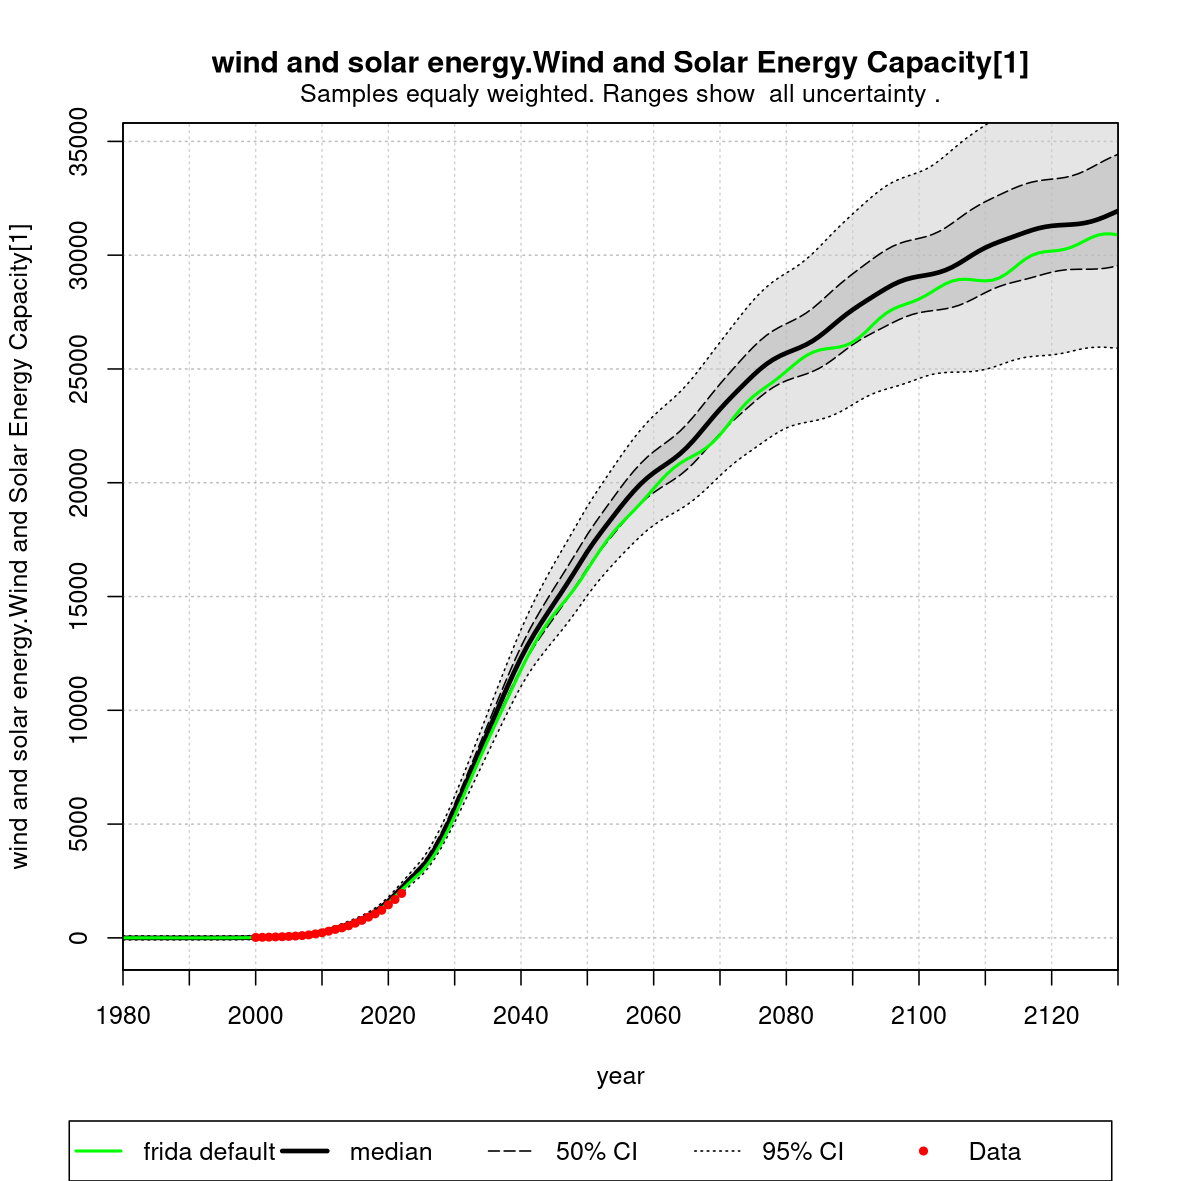 wind and solar energy.Wind and Solar Energy Capacity[1]
Samples equaly weighted. Ranges show  all uncertainty .
wind and solar energy.Wind and Solar Energy Capacity[1]
35000
30000
25000
20000
15000
10000
5000
0
1980 2000 2020 2040 2060 2080 2100 2120
year
frida default median 50% CI 95% CI Data